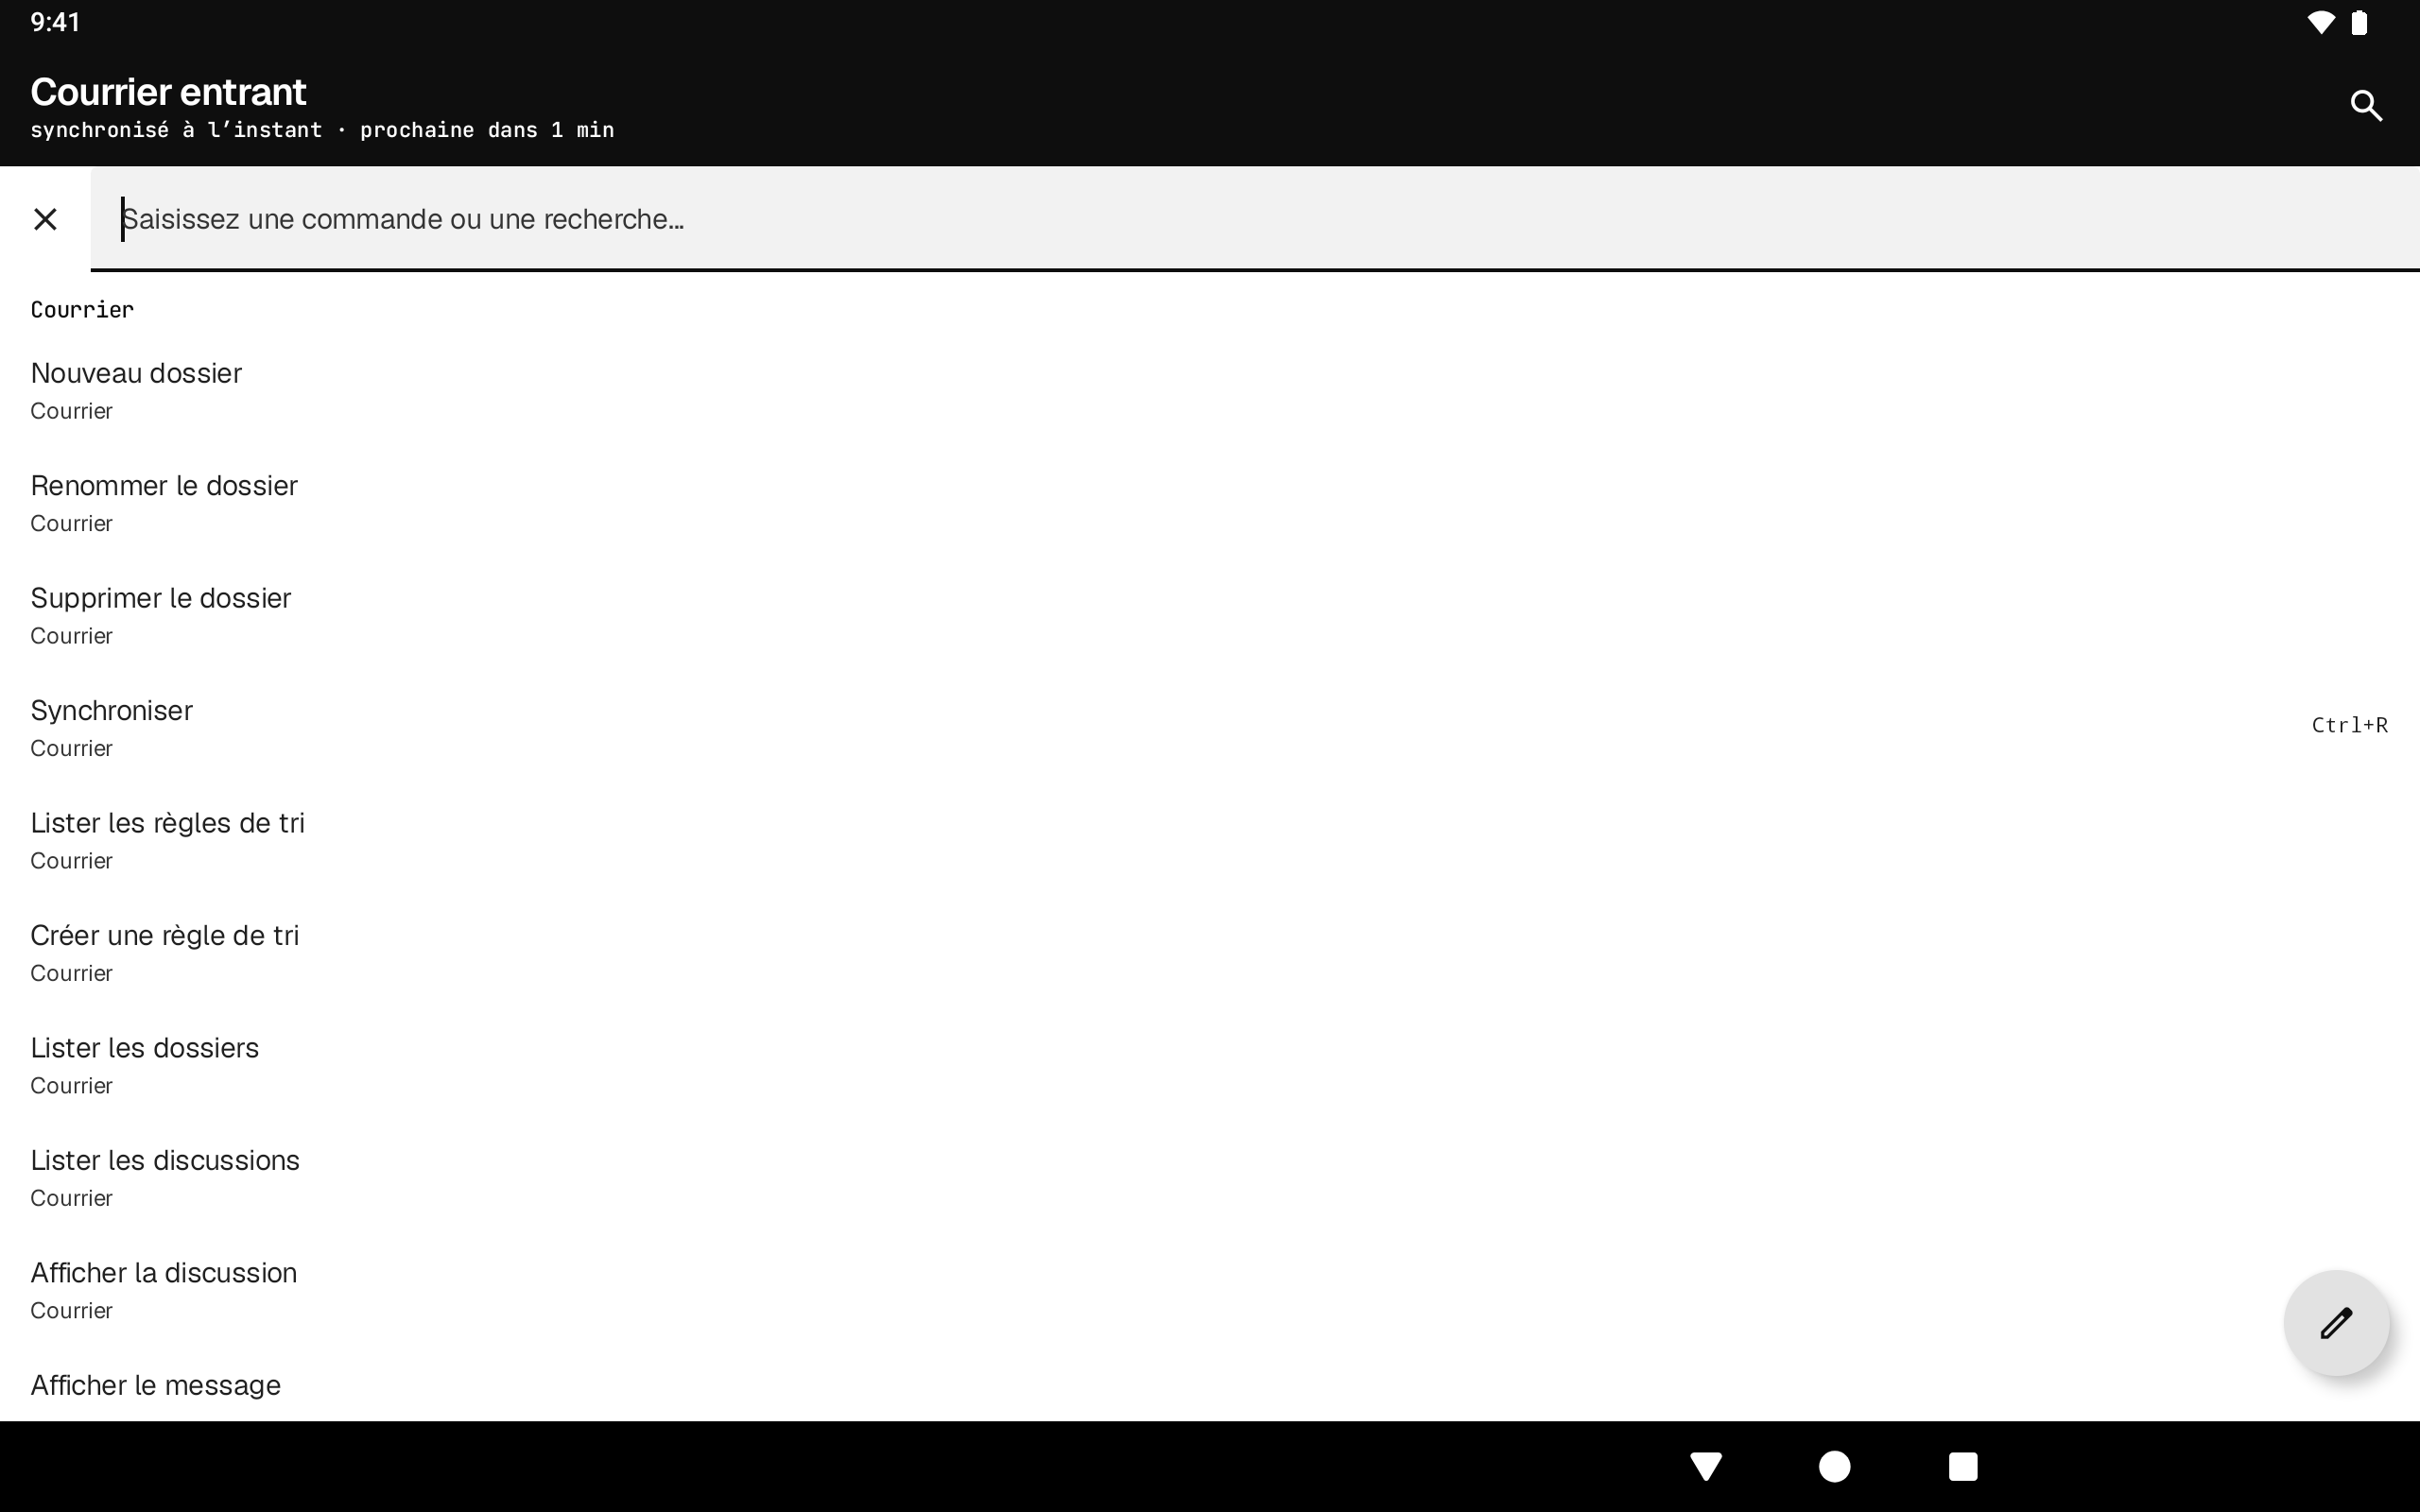 9:41
Courrier entrant
synchronisé à l’instant · prochaine dans 1 min
Saisissez une commande ou une recherche…
Courrier
Nouveau dossier
Courrier
Renommer le dossier
Courrier
Supprimer le dossier
Courrier
Synchroniser
Courrier
Ctrl+R
Lister les règles de tri
Courrier
Créer une règle de tri
Courrier
Lister les dossiers
Courrier
Lister les discussions
Courrier
Afficher la discussion
Courrier
Afficher le message